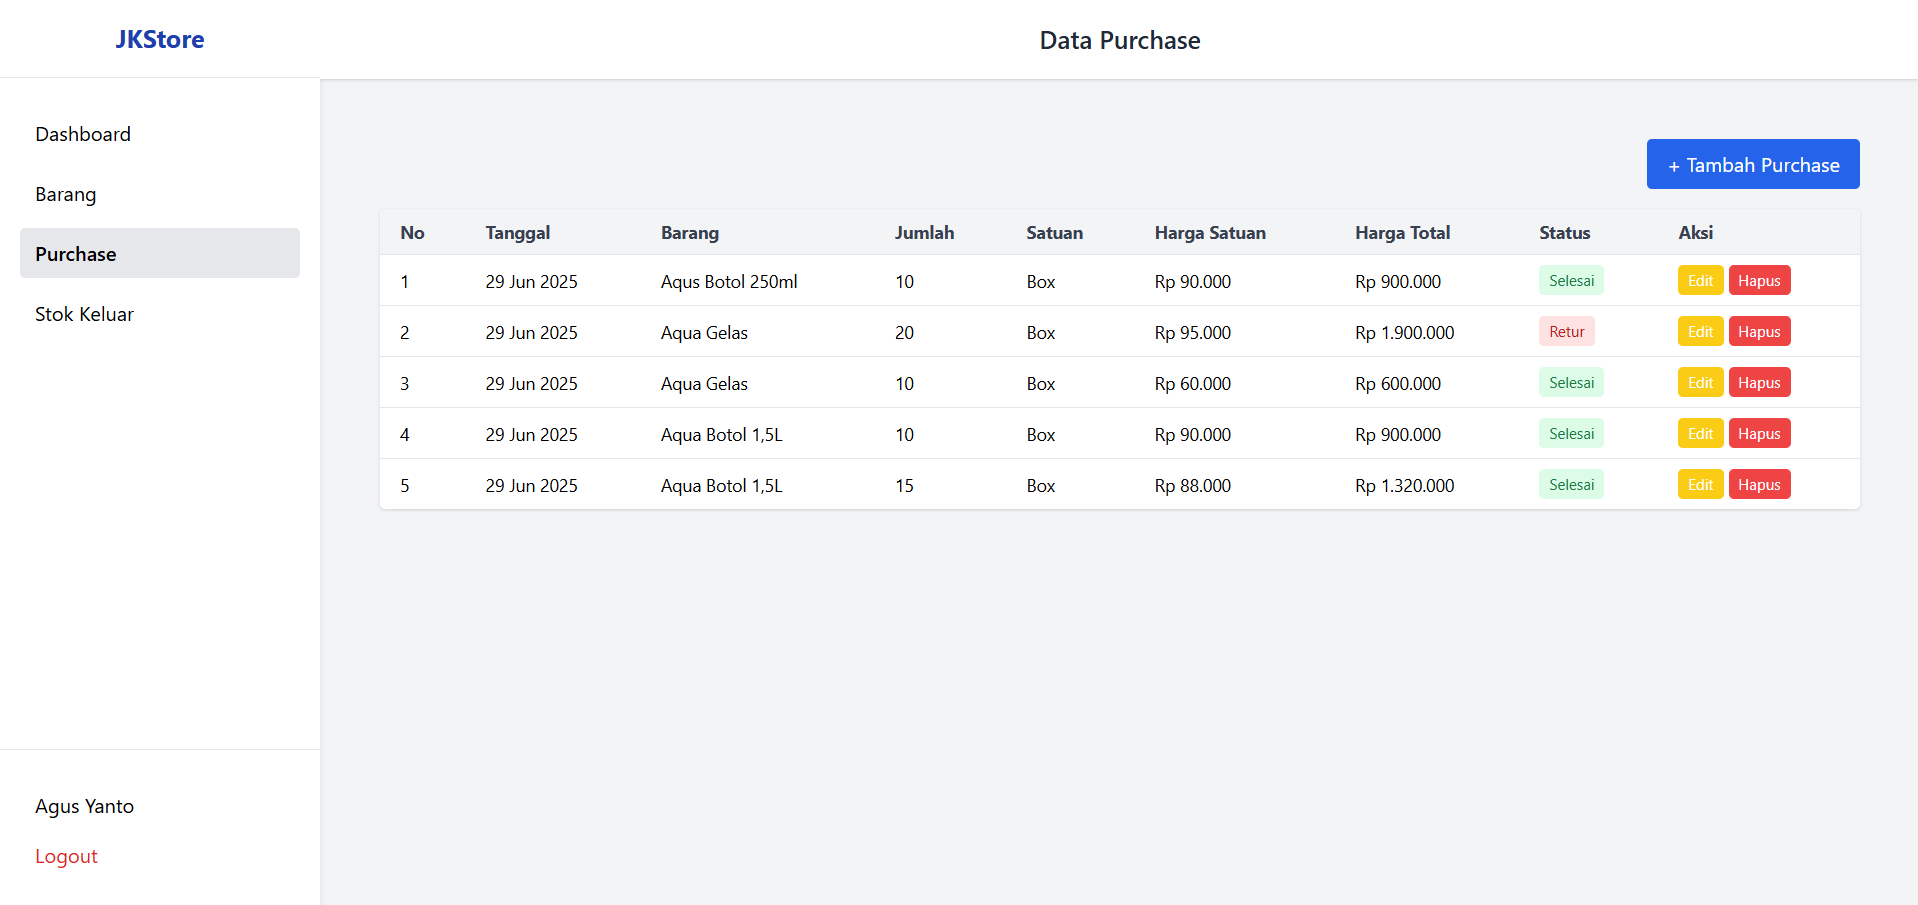 JKStore
Data Purchase
Dashboard
Barang
Purchase
Stok Keluar
+ Tambah Purchase
No Tanggal Barang Jumlah Satuan Harga Satuan Harga Total Status Aksi
1 29 Jun 2025 Aqus Botol 250ml 10 Box Rp 90.000 Rp 900.000 Selesai Edit Hapus
2 29 Jun 2025 Aqua Gelas 20 Box Rp 95.000 Rp 1.900.000 Retur Edit Hapus
3 29 Jun 2025 Aqua Gelas 10 Box Rp 60.000 Rp 600.000 Selesai Edit Hapus
4 29 Jun 2025 Aqua Botol 1,5L 10 Box Rp 90.000 Rp 900.000 Selesai Edit Hapus
5 29 Jun 2025 Aqua Botol 1,5L 15 Box Rp 88.000 Rp 1.320.000 Selesai Edit Hapus
Agus Yanto
Logout